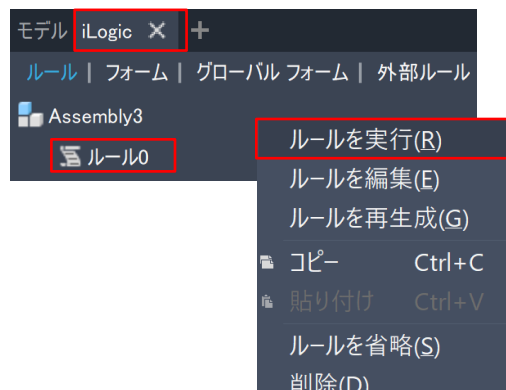 モデル iLogic × +
ルール | フォーム | グローバル フォーム | 外部ルール
Assembly3
ルール0
ルールを実行(R)
ルールを編集(E)
ルールを再生成(G)
コピー Ctrl+C
貼り付け Ctrl+V
ルールを省略(S)
削除(D)